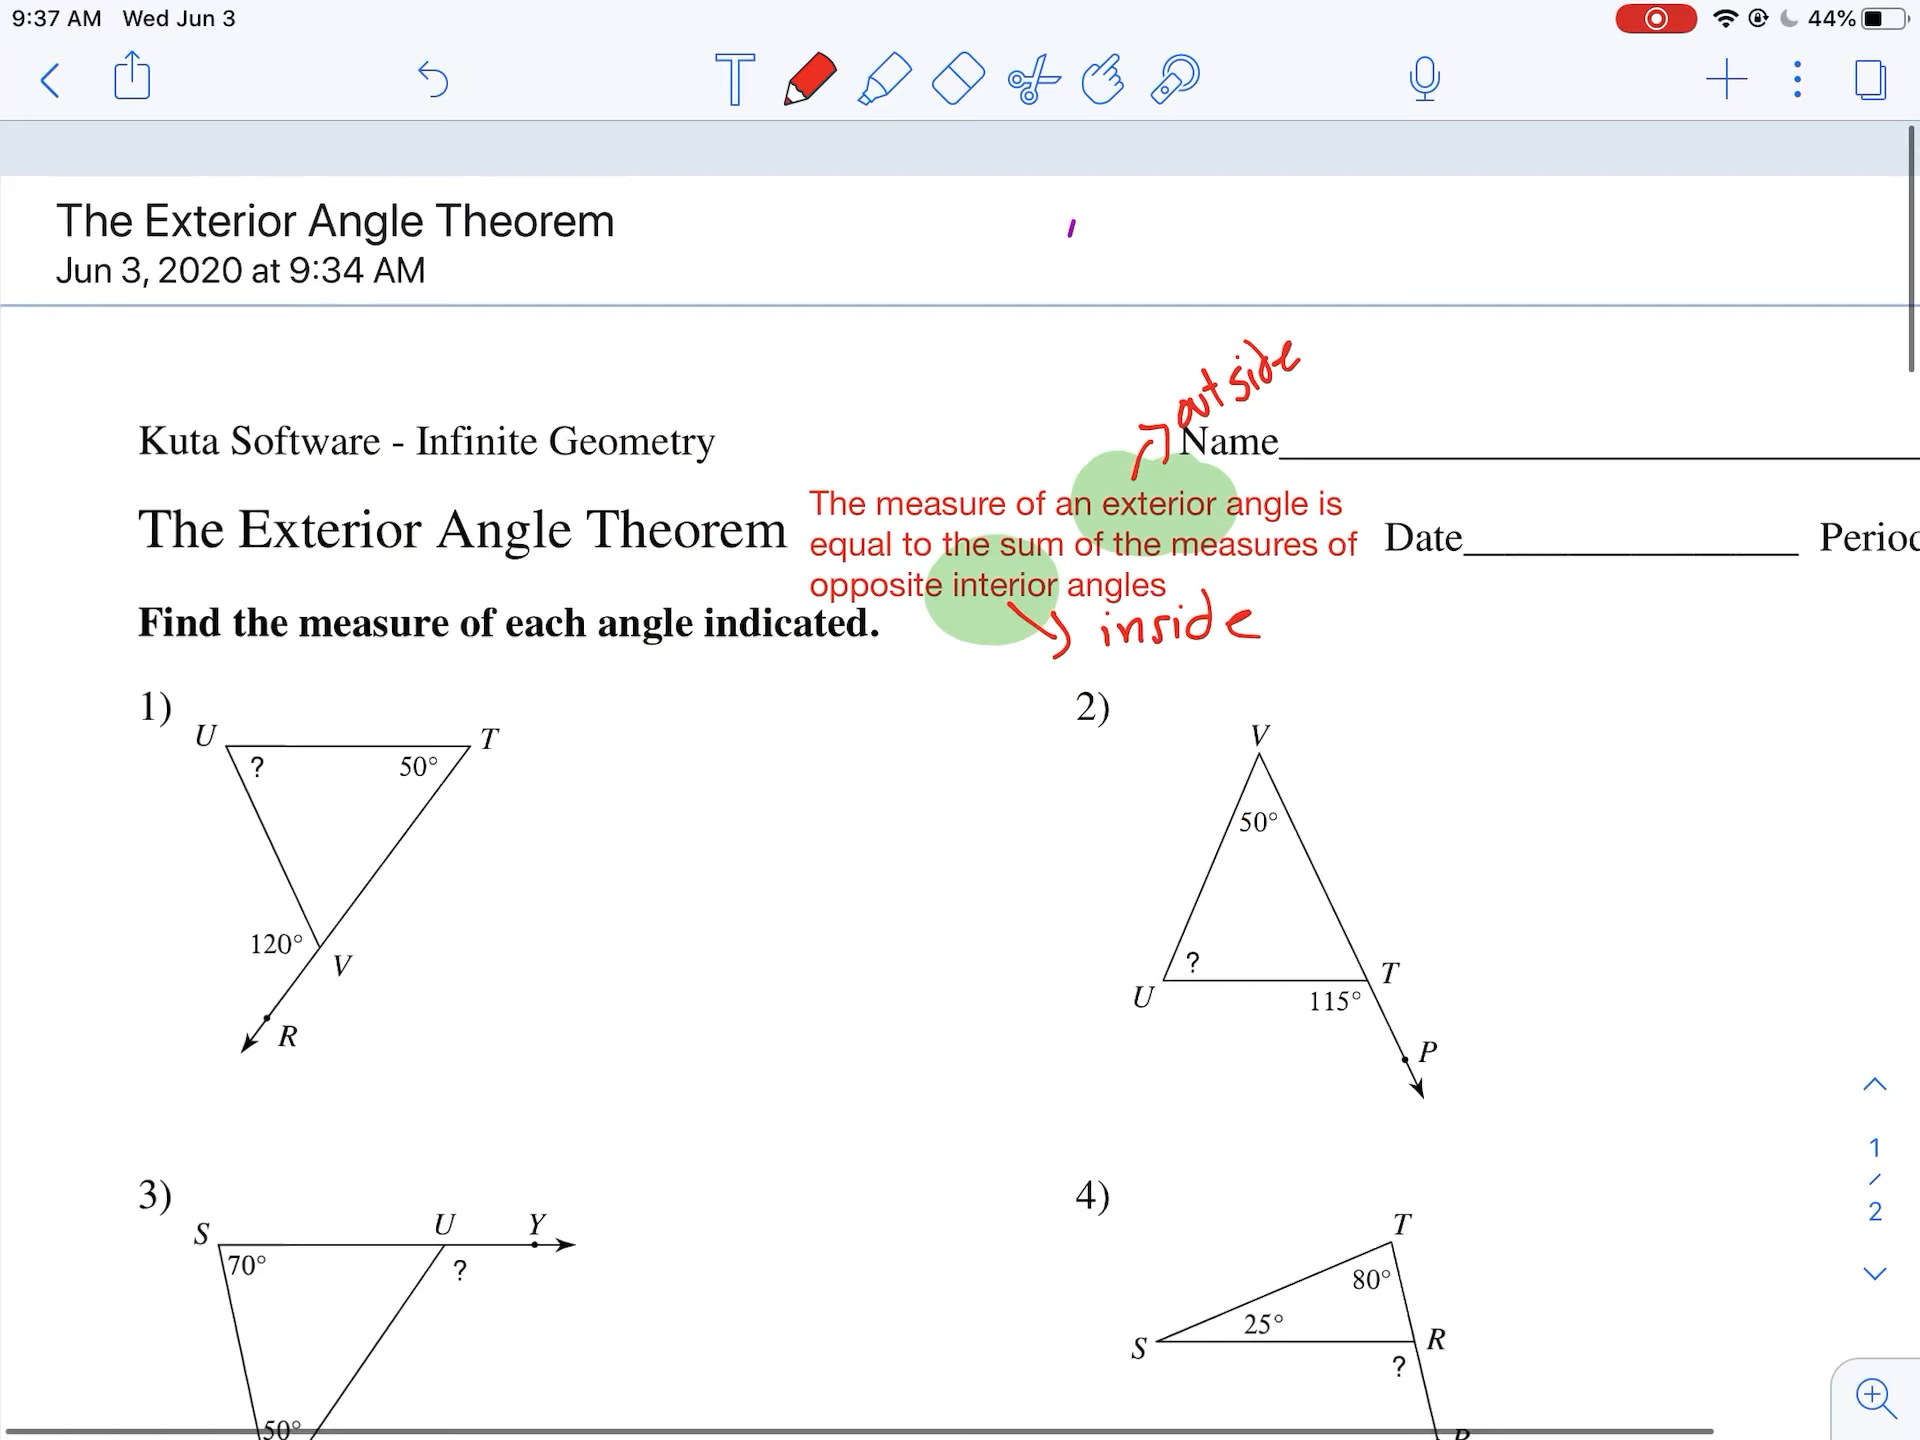 9:37 AM Wed Jun 3
44%
The Exterior Angle Theorem
Jun 3, 2020 at 9:34 AM
outside
Kuta Software - Infinite Geometry
Name
The Exterior Angle Theorem
The measure of an exterior angle is
equal to the sum of the measures of
opposite interior angles
Date Period
inside
Find the measure of each angle indicated.
1)
U
T
?
50°
120°
V
R
2)
V
50°
?
U
T
115°
P
3)
S
U
Y
70°
?
50°
4)
T
80°
25°
S
R
?
P
1
/
2